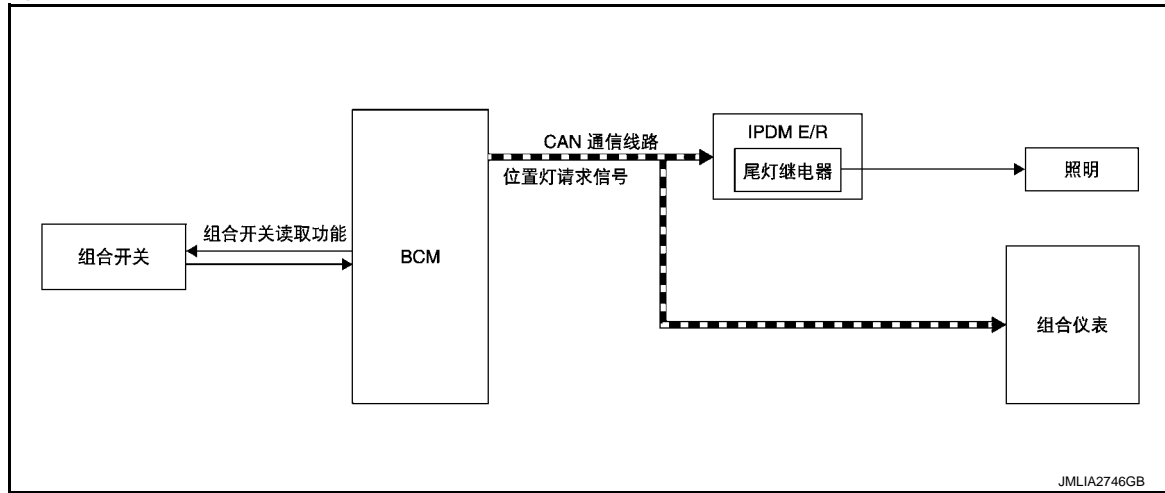 CAN 通信线路
位置灯请求信号
IPDM E/R
尾灯继电器
照明
组合开关
组合开关读取功能
BCM
组合仪表
JMLIA2746GB